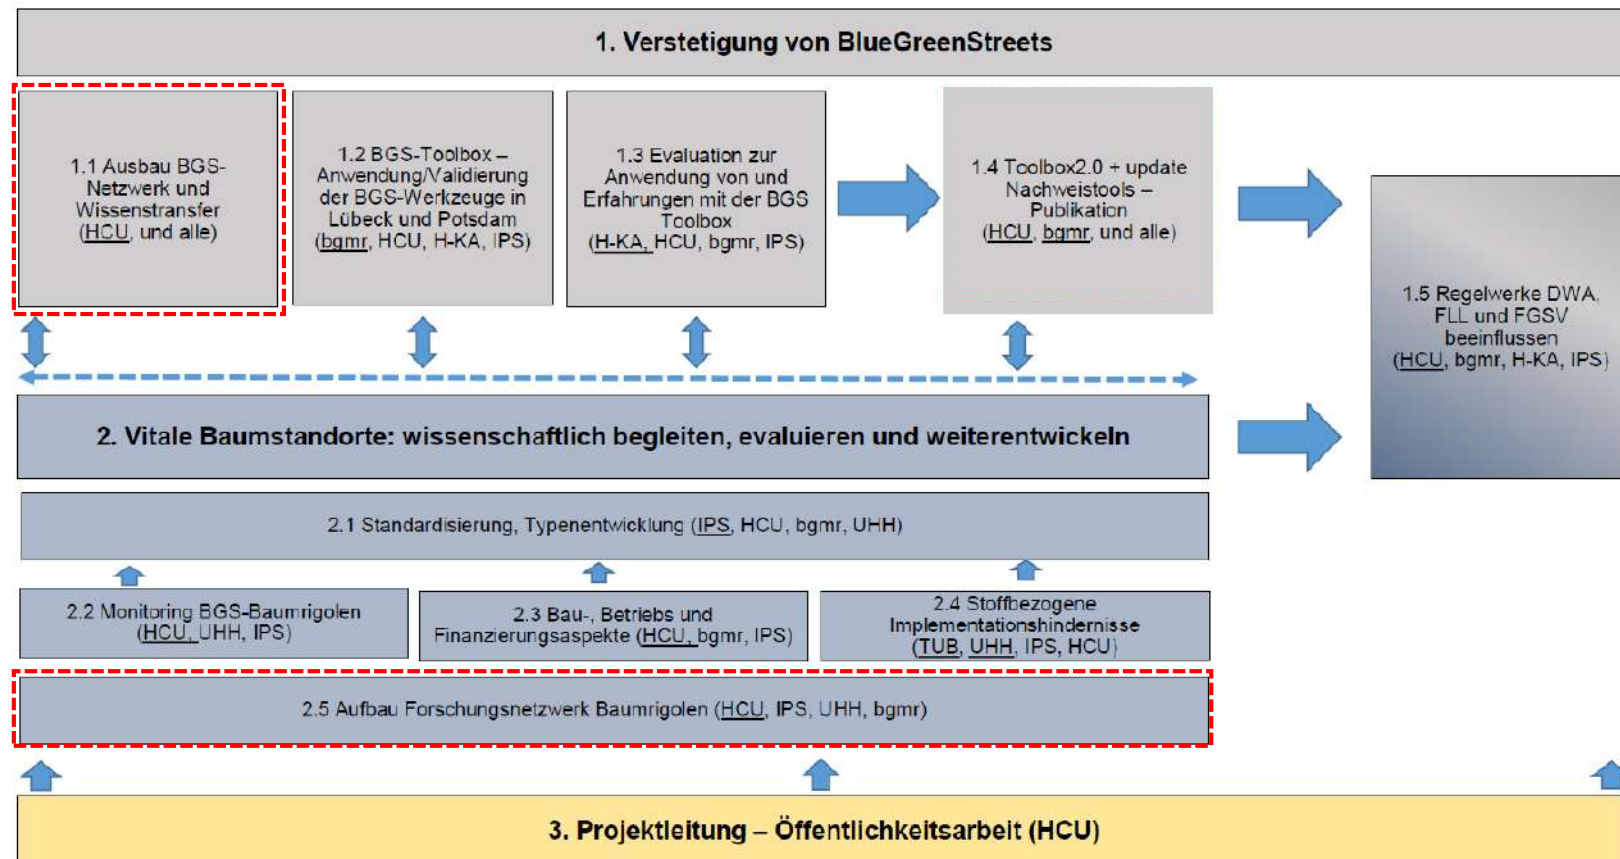 1. Verstetigung von BlueGreenStreets
1.1 Ausbau BGS-
Netzwerk und
Wissenstransfer
(HCU, und alle)
1.2 BGS-Toolbox –
Anwendung/Validierung
der BGS-Werkzeuge in
Lübeck und Potsdam
(bgmr, HCU, H-KA, IPS)
1.3 Evaluation zur
Anwendung von und
Erfahrungen mit der BGS
Toolbox
(H-KA, HCU, bgmr, IPS)
1.4 Toolbox2.0 + update
Nachweistools –
Publikation
(HCU, bgmr, und alle)
1.5 Regelwerke DWA,
FLL und FGSV
beeinflussen
(HCU, bgmr, H-KA, IPS)
2. Vitale Baumstandorte: wissenschaftlich begleiten, evaluieren und weiterentwickeln
2.1 Standardisierung, Typenentwicklung (IPS, HCU, bgmr, UHH)
2.2 Monitoring BGS-Baumrigolen
(HCU, UHH, IPS)
2.3 Bau-, Betriebs und
Finanzierungsaspekte (HCU, bgmr, IPS)
2.4 Stoffbezogene
Implementationshindernisse
(TUB, UHH, IPS, HCU)
2.5 Aufbau Forschungsnetzwerk Baumrigolen (HCU, IPS, UHH, bgmr)
3. Projektleitung – Öffentlichkeitsarbeit (HCU)